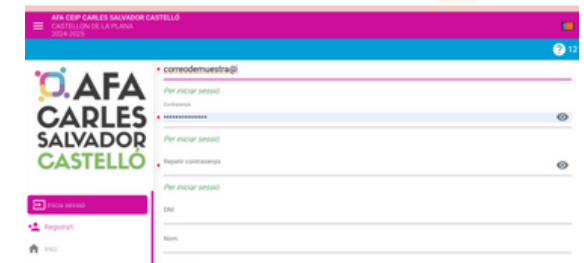 AFA CEIP CARLES SALVADOR CASTELLÓ
CASTELLON DE LA PLANA
2024-2025
12
AFA
CARLES
SALVADOR
CASTELLÓ
Inicia sessió
Registra't
Inici
correodemuestra@
Per iniciar sessió
Contrasenya
Per iniciar sessió
Repetir contrasenya
Per iniciar sessió
DNI
Nom